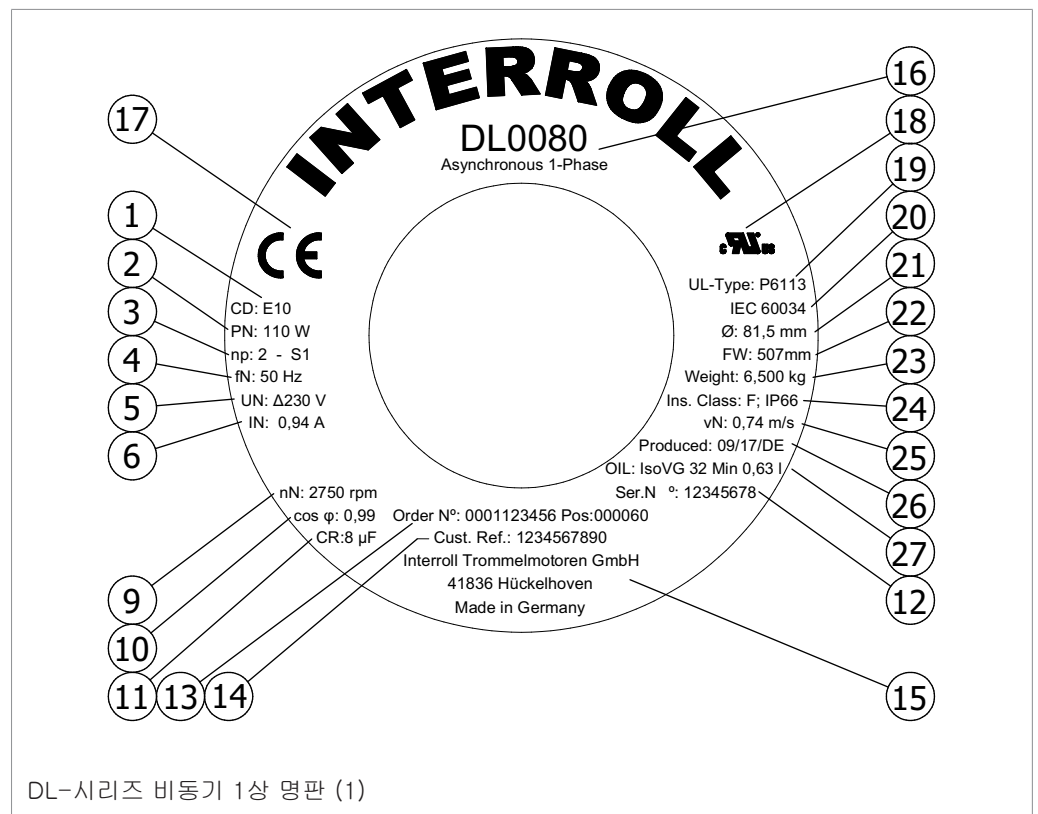 INTERROLL
DL0080
Asynchronous 1-Phase
16
17
18
19
20
21
22
23
24
25
26
27
12
15
1
2
3
4
5
6
9
10
11
13
14
CD: E10
PN: 110 W
np: 2 - S1
fN: 50 Hz
UN: Δ230 V
IN: 0,94 A
nN: 2750 rpm
cos φ: 0,99
CR:8 µF
UL-Type: P6113
IEC 60034
Ø: 81,5 mm
FW: 507mm
Weight: 6,500 kg
Ins. Class: F; IP66
vN: 0,74 m/s
Produced: 09/17/DE
OIL: IsoVG 32 Min 0,63 l
Ser.N º: 12345678
Order Nº: 0001123456 Pos:000060
Cust. Ref.: 1234567890
Interroll Trommelmotoren GmbH
41836 Hückelhoven
Made in Germany
CE
c RU us
DL-시리즈 비동기 1상 명판 (1)